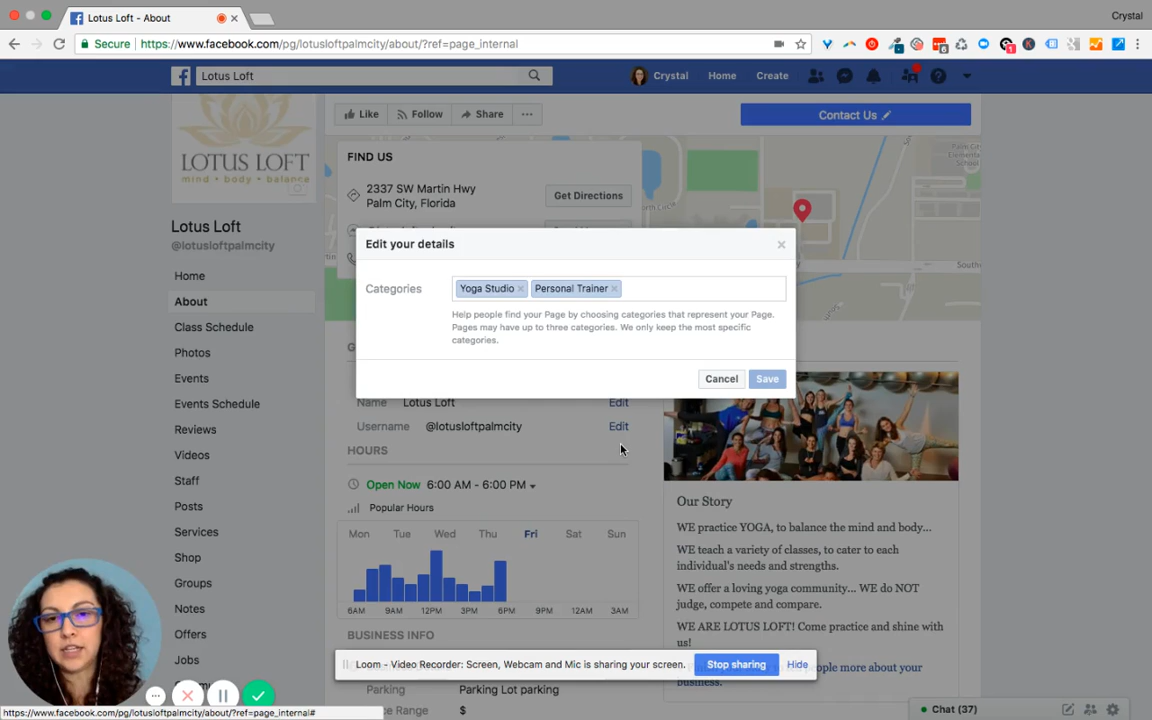 Lotus Loft - About
Crystal
Secure
https://www.facebook.com/pg/lotusloftpalmcity/about/?ref=page_internal
Lotus Loft
Crystal
Home
Create
Like
Follow
Share
Contact Us
LOTUS LOFT
mind • body • balance
FIND US
2337 SW Martin Hwy
Palm City, Florida
Get Directions
Palm City
Elementary
School
Lotus Loft
@lotusloftpalmcity
Home
About
Class Schedule
Photos
Events
Events Schedule
Reviews
Videos
Staff
Posts
Services
Shop
Groups
Notes
Offers
Jobs
Edit your details
Categories
Yoga Studio
Personal Trainer
Help people find your Page by choosing categories that represent your Page.
Pages may have up to three categories. We only keep the most specific
categories.
Cancel
Save
Name Lotus Loft Edit
Username @lotusloftpalmcity Edit
HOURS
Open Now 6:00 AM - 6:00 PM
Popular Hours
Mon Tue Wed Thu Fri Sat Sun
6AM 9AM 12PM 3PM 6PM 9PM 12AM 3AM
BUSINESS INFO
Parking Parking Lot parking
$
Our Story
WE practice YOGA, to balance the mind and body...
WE teach a variety of classes, to cater to each
individual's needs and strengths.
WE offer a loving yoga community... WE do NOT
judge, compete and compare.
WE ARE LOTUS LOFT! Come practice and shine with
us!
people more about your
business.
Loom - Video Recorder: Screen, Webcam and Mic is sharing your screen.
Stop sharing
Hide
https://www.facebook.com/pg/lotusloftpalmcity/about/?ref=page_internal#
Chat (37)